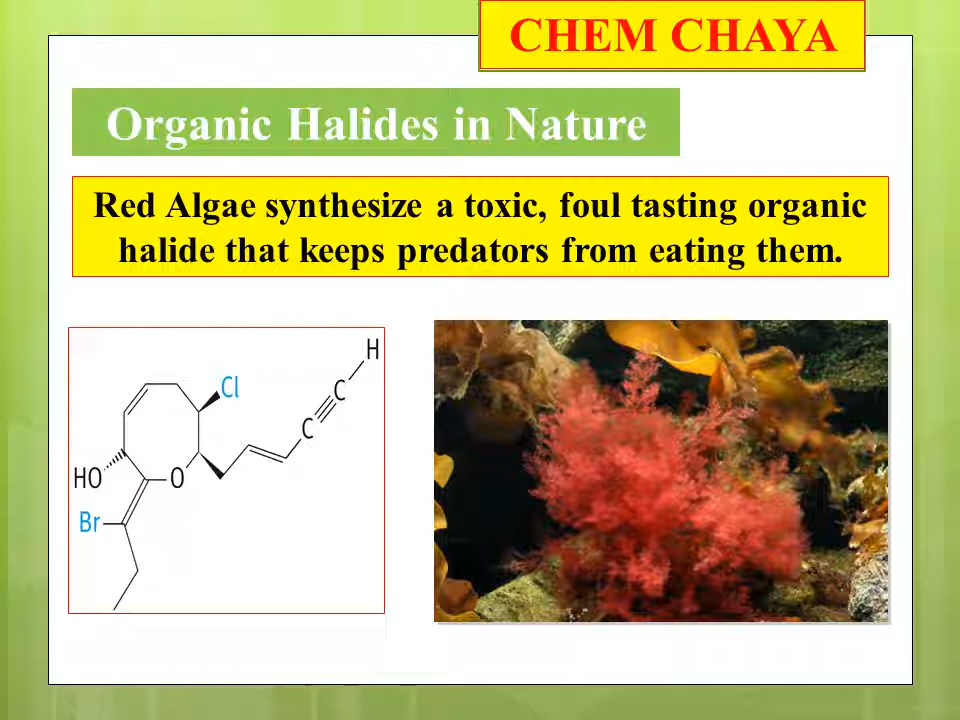 CHEM CHAYA
Organic Halides in Nature
Red Algae synthesize a toxic, foul tasting organic
halide that keeps predators from eating them.
H
Cl
C
C
HO
O
Br